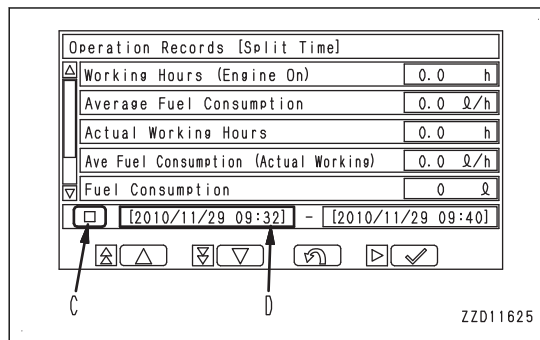 Operation Records [Split Time]
Working Hours (Engine On) 0.0 h
Average Fuel Consumption 0.0 ℓ/h
Actual Working Hours 0.0 h
Ave Fuel Consumption (Actual Working) 0.0 ℓ/h
Fuel Consumption 0 ℓ
[2010/11/29 09:32] - [2010/11/29 09:40]
C D
ZZD11625